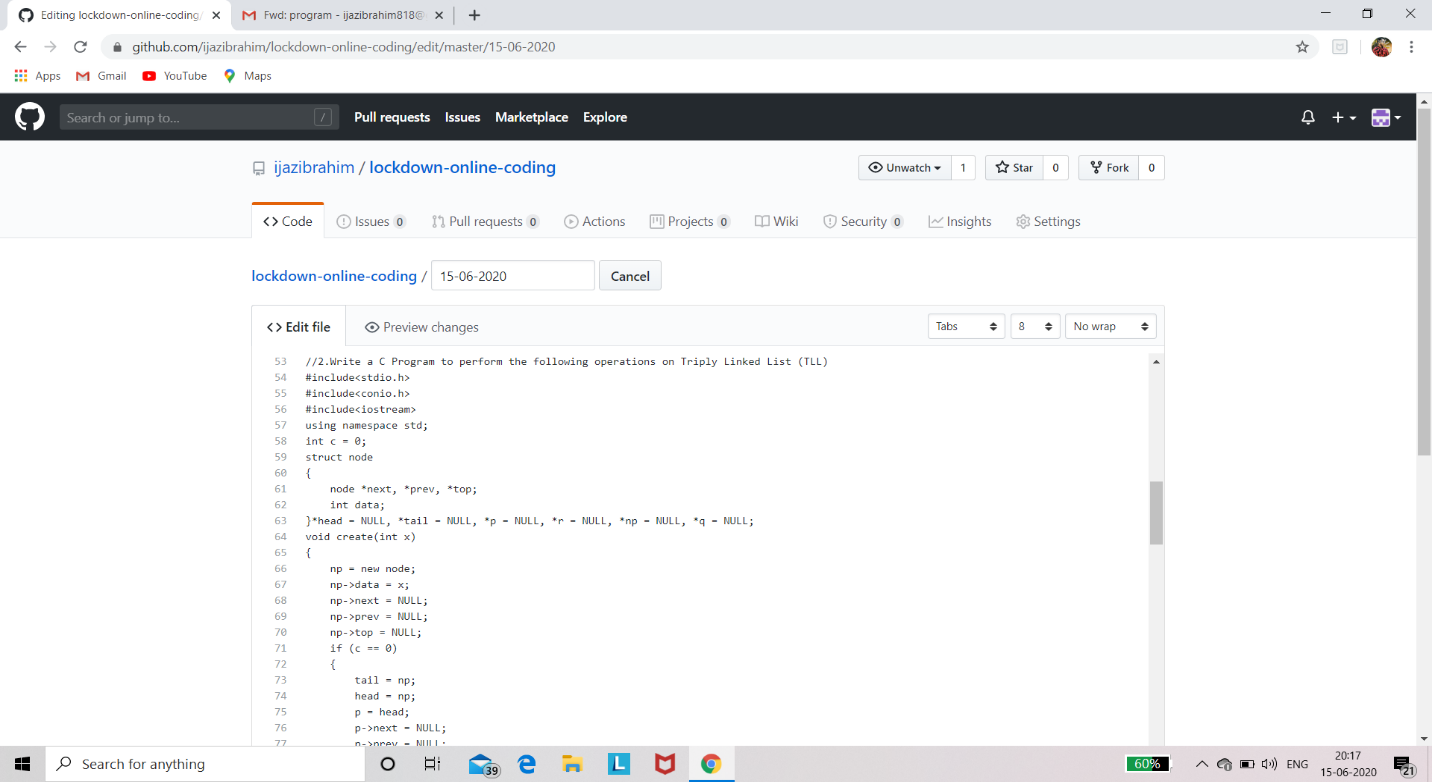 Editing lockdown-online-coding/
Fwd: program - ijazibrahim818@
github.com/ijazibrahim/lockdown-online-coding/edit/master/15-06-2020
Apps Gmail YouTube Maps
Search or jump to... / Pull requests Issues Marketplace Explore
ijazibrahim / lockdown-online-coding
Unwatch 1 Star 0 Fork 0
<> Code Issues 0 Pull requests 0 Actions Projects 0 Wiki Security 0 Insights Settings
lockdown-online-coding / 15-06-2020 Cancel
<> Edit file Preview changes Tabs 8 No wrap
53 //2.Write a C Program to perform the following operations on Triply Linked List (TLL)
54 #include<stdio.h>
55 #include<conio.h>
56 #include<iostream>
57 using namespace std;
58 int c = 0;
59 struct node
60 {
61 node *next, *prev, *top;
62 int data;
63 }*head = NULL, *tail = NULL, *p = NULL, *r = NULL, *np = NULL, *q = NULL;
64 void create(int x)
65 {
66 np = new node;
67 np->data = x;
68 np->next = NULL;
69 np->prev = NULL;
70 np->top = NULL;
71 if (c == 0)
72 {
73 tail = np;
74 head = np;
75 p = head;
76 p->next = NULL;
77 p->prev = NULL;
Search for anything
39
60%
ENG
20:17
15-06-2020
21